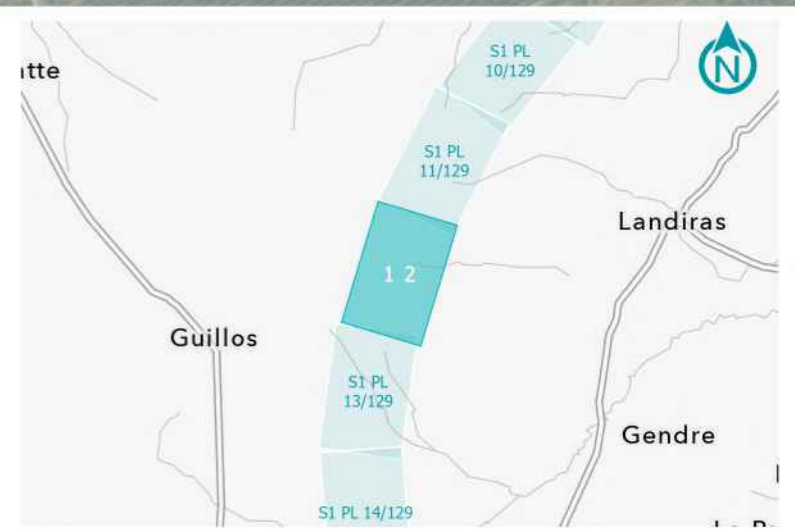 S1 PL
10/129
N
atte
S1 PL
11/129
Landiras
1 2
Guillos
S1 PL
13/129
Gendre
S1 PL 14/129